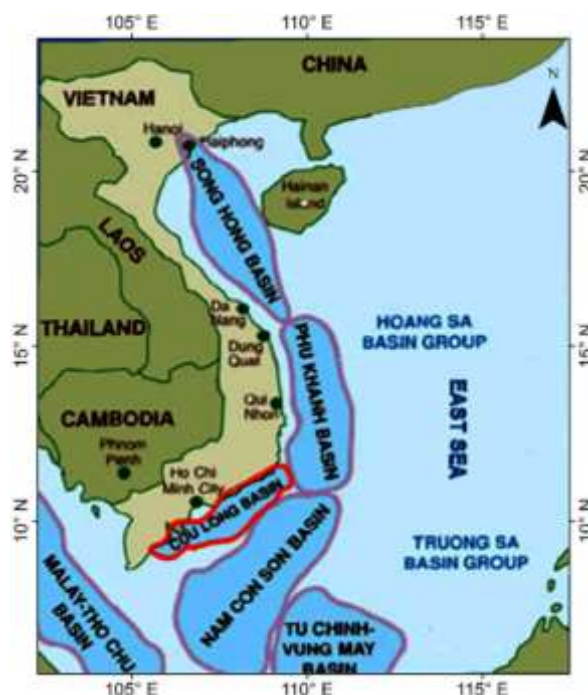 105° E
110° E
115° E
CHINA
N
VIETNAM
Hanoi
Haiphong
20° N
20° N
SONG HONG BASIN
Hainan
Island
LAOS
Da
Nang
HOANG SA
BASIN GROUP
THAILAND
Dung
Quat
15° N
15° N
PHU KHANH BASIN
EAST SEA
Qui
Nhon
CAMBODIA
Phnom
Penh
Ho Chi
Minh City
CUU LONG BASIN
10° N
10° N
NAM CON SON BASIN
TRUONG SA
BASIN GROUP
MALAY-THO CHU
BASIN
TU CHINH-
VUNG MAY
BASIN
105° E
110° E
115° E